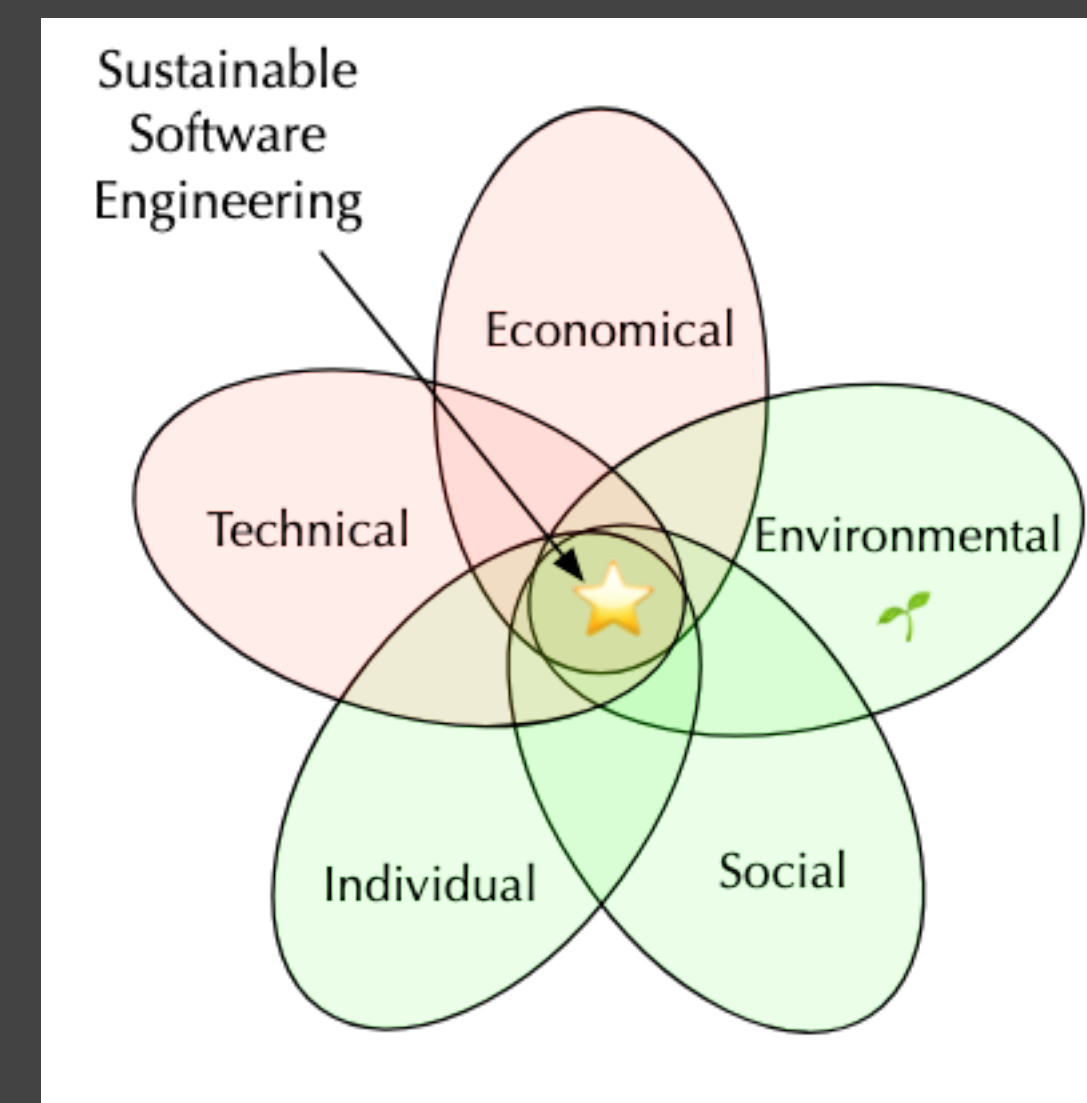 Sustainable
Software
Engineering
Economical
Technical
Environmental
Individual
Social